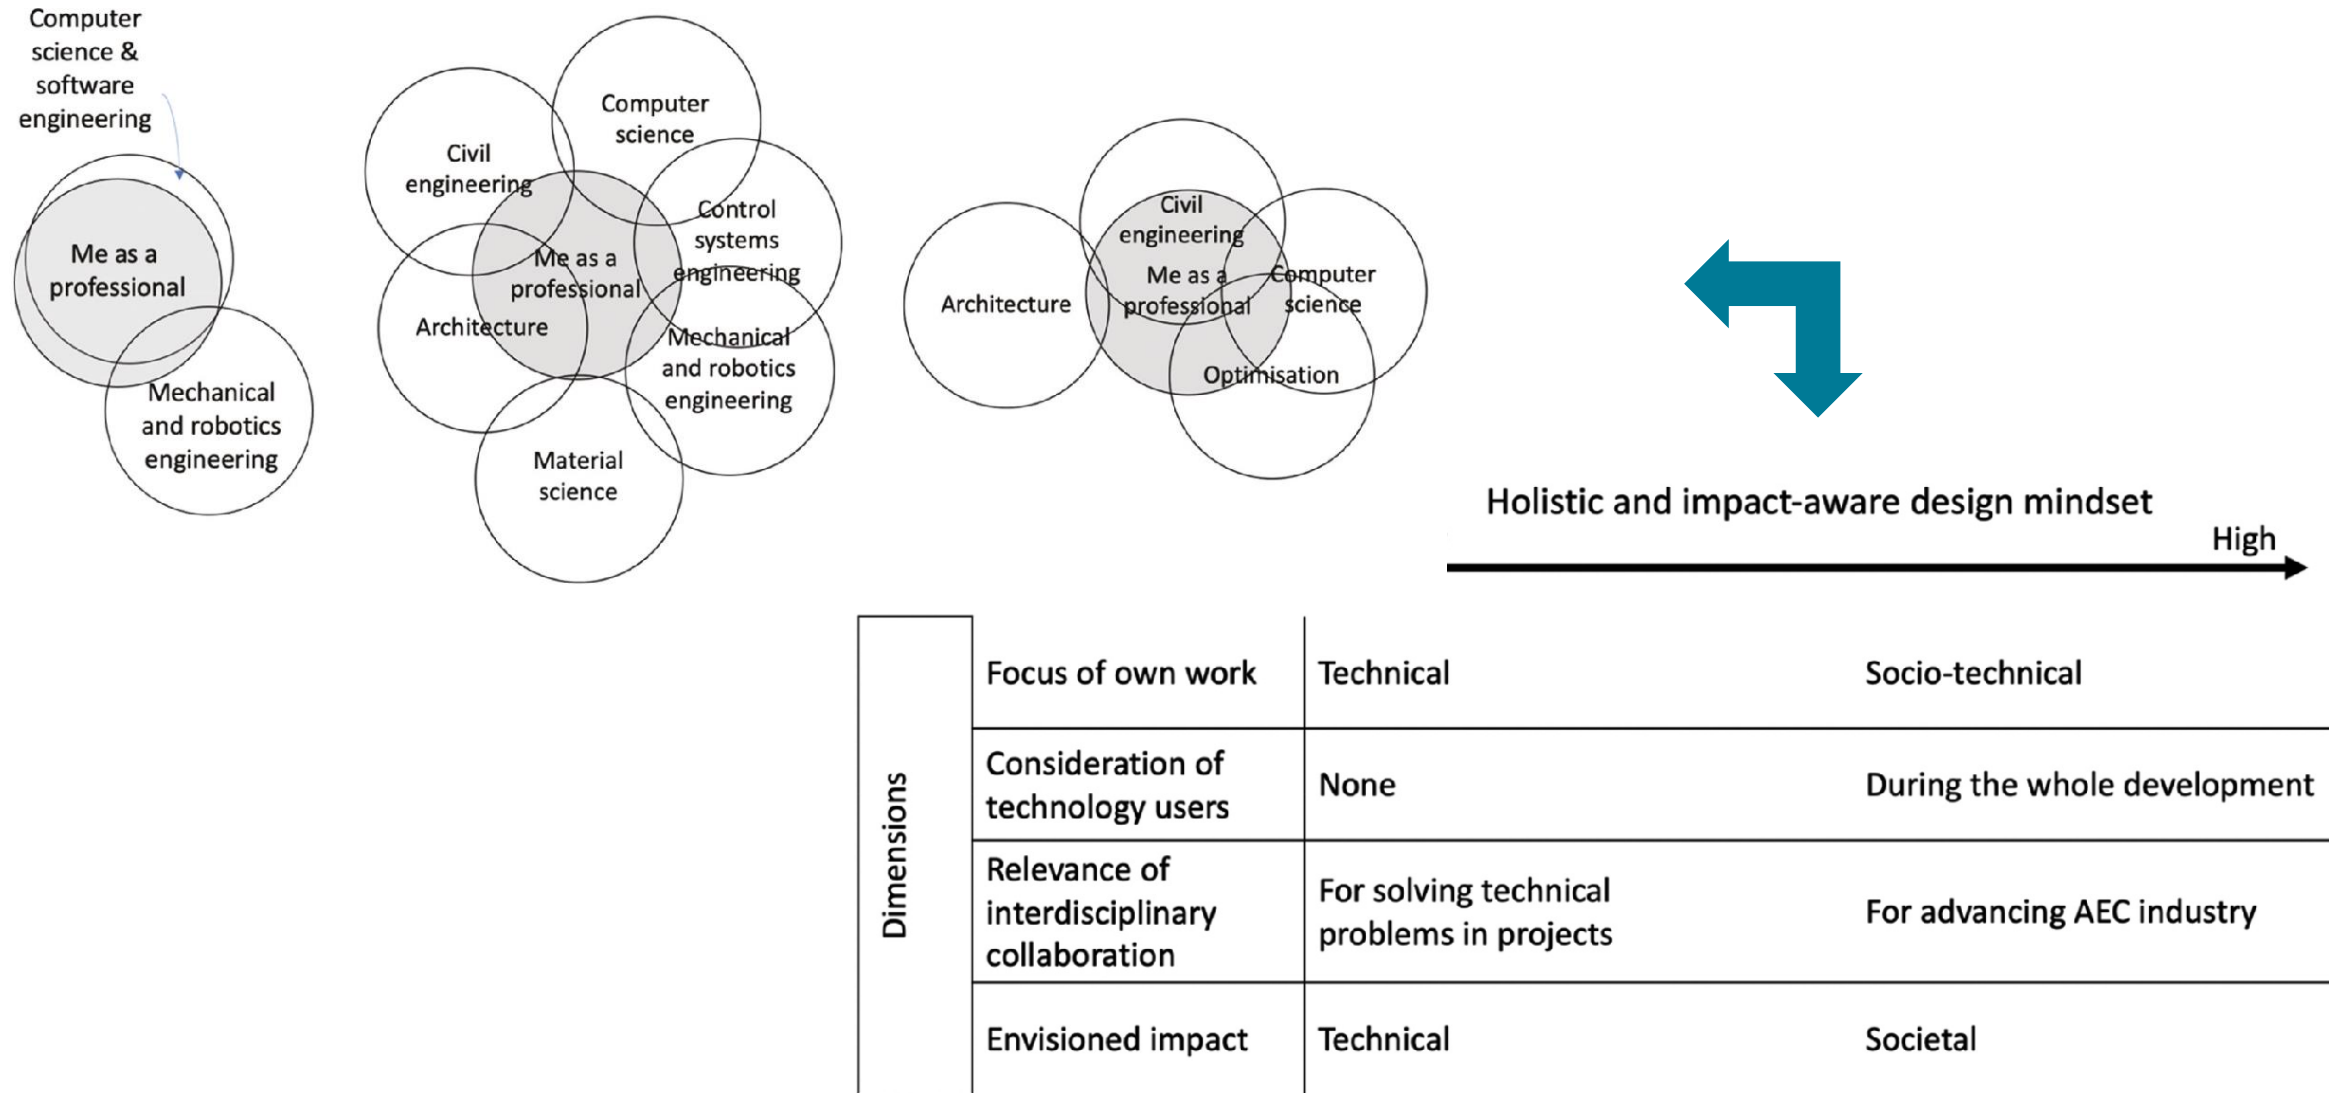 Computer
science &
software
engineering
Me as a
professional
Mechanical
and robotics
engineering
Computer
science
Civil
engineering
Control
systems
engineering
Me as a
professional
Architecture
Mechanical
and robotics
engineering
Material
science
Civil
engineering
Me as a
professional
Computer
science
Architecture
Optimisation
Holistic and impact-aware design mindset
High
Dimensions
Focus of own work
Technical
Socio-technical
Consideration of
technology users
None
During the whole development
Relevance of
interdisciplinary
collaboration
For solving technical
problems in projects
For advancing AEC industry
Envisioned impact
Technical
Societal